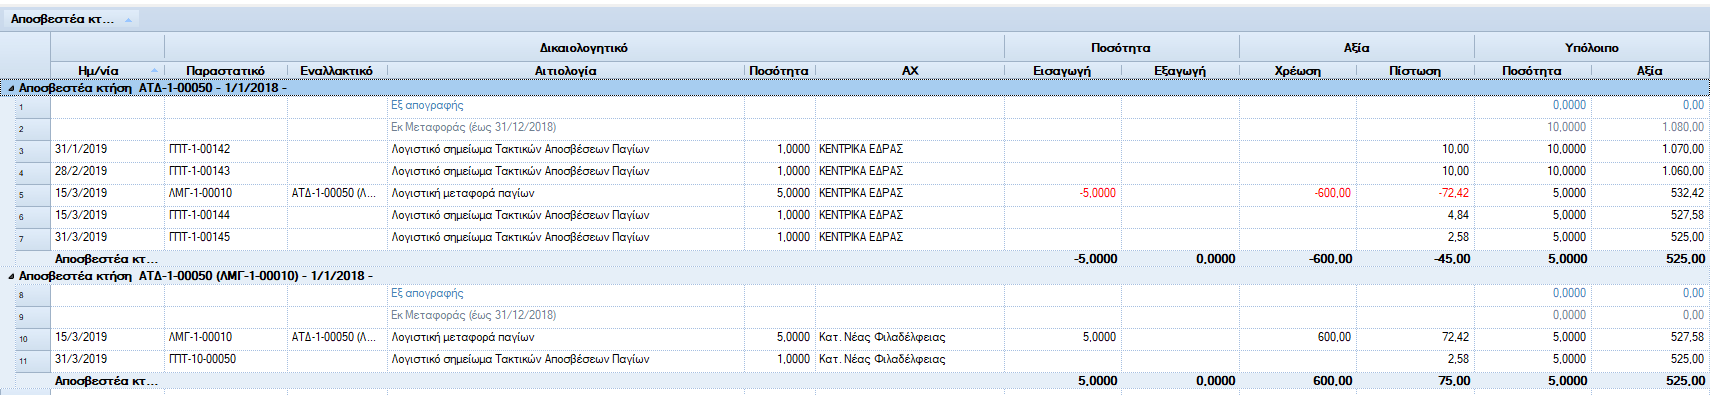 Αποσβεστέα κτ...
Δικαιολογητικό Ποσότητα Αξία Υπόλοιπο
Ημ/νία Παραστατικό Εναλλακτικό Αιτιολογία Ποσότητα ΑΧ Εισαγωγή Εξαγωγή Χρέωση Πίστωση Ποσότητα Αξία
Αποσβεστέα κτήση ΑΤΔ-1-00050 - 1/1/2018 -
1 Εξ απογραφής 0,0000 0,00
2 Εκ Μεταφοράς (έως 31/12/2018) 10,0000 1.080,00
3 31/1/2019 ΓΠΤ-1-00142 Λογιστικό σημείωμα Τακτικών Αποσβέσεων Παγίων 1,0000 ΚΕΝΤΡΙΚΑ ΕΔΡΑΣ 10,00 10,0000 1.070,00
4 28/2/2019 ΓΠΤ-1-00143 Λογιστικό σημείωμα Τακτικών Αποσβέσεων Παγίων 1,0000 ΚΕΝΤΡΙΚΑ ΕΔΡΑΣ 10,00 10,0000 1.060,00
5 15/3/2019 ΛΜΓ-1-00010 ΑΤΔ-1-00050 (Λ... Λογιστική μεταφορά παγίων 5,0000 ΚΕΝΤΡΙΚΑ ΕΔΡΑΣ -5,0000 -600,00 -72,42 5,0000 532,42
6 15/3/2019 ΓΠΤ-1-00144 Λογιστικό σημείωμα Τακτικών Αποσβέσεων Παγίων 1,0000 ΚΕΝΤΡΙΚΑ ΕΔΡΑΣ 4,84 5,0000 527,58
7 31/3/2019 ΓΠΤ-1-00145 Λογιστικό σημείωμα Τακτικών Αποσβέσεων Παγίων 1,0000 ΚΕΝΤΡΙΚΑ ΕΔΡΑΣ 2,58 5,0000 525,00
Αποσβεστέα κτ... -5,0000 0,0000 -600,00 -45,00 5,0000 525,00
Αποσβεστέα κτήση ΑΤΔ-1-00050 (ΛΜΓ-1-00010) - 1/1/2018 -
8 Εξ απογραφής 0,0000 0,00
9 Εκ Μεταφοράς (έως 31/12/2018) 0,0000 0,00
10 15/3/2019 ΛΜΓ-1-00010 ΑΤΔ-1-00050 (Λ... Λογιστική μεταφορά παγίων 5,0000 Κατ. Νέας Φιλαδέλφειας 5,0000 600,00 72,42 5,0000 527,58
11 31/3/2019 ΓΠΤ-10-00050 Λογιστικό σημείωμα Τακτικών Αποσβέσεων Παγίων 1,0000 Κατ. Νέας Φιλαδέλφειας 2,58 5,0000 525,00
Αποσβεστέα κτ... 5,0000 0,0000 600,00 75,00 5,0000 525,00